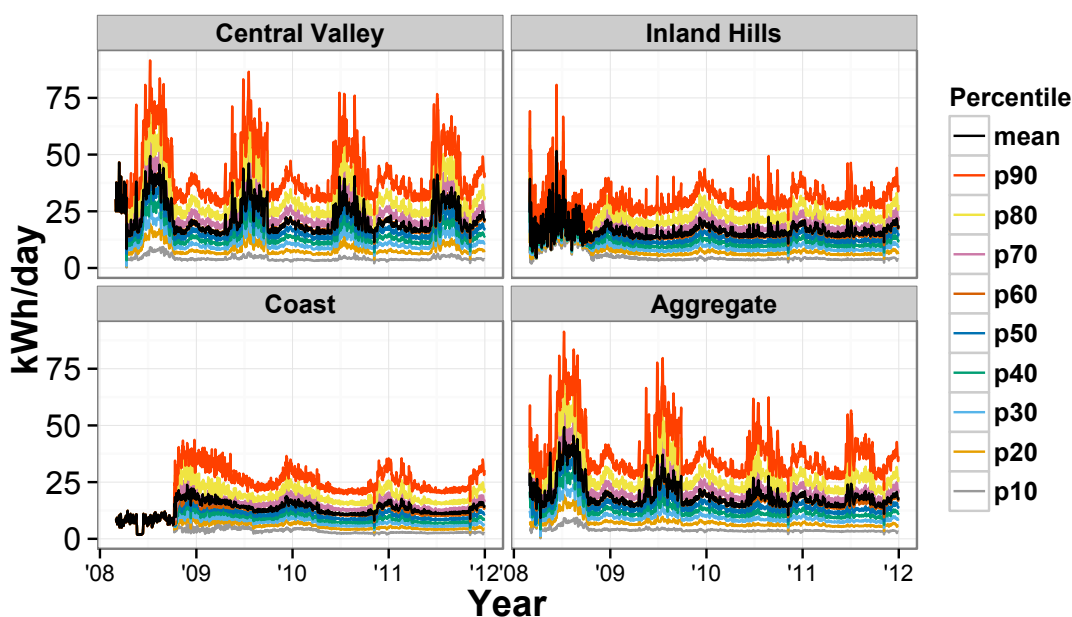 Central Valley
Inland Hills
75
50
25
0
Coast
Aggregate
75
50
25
0
'08
'09
'10
'11
'12
'08
'09
'10
'11
'12
kWh/day
Year
Percentile
mean
p90
p80
p70
p60
p50
p40
p30
p20
p10